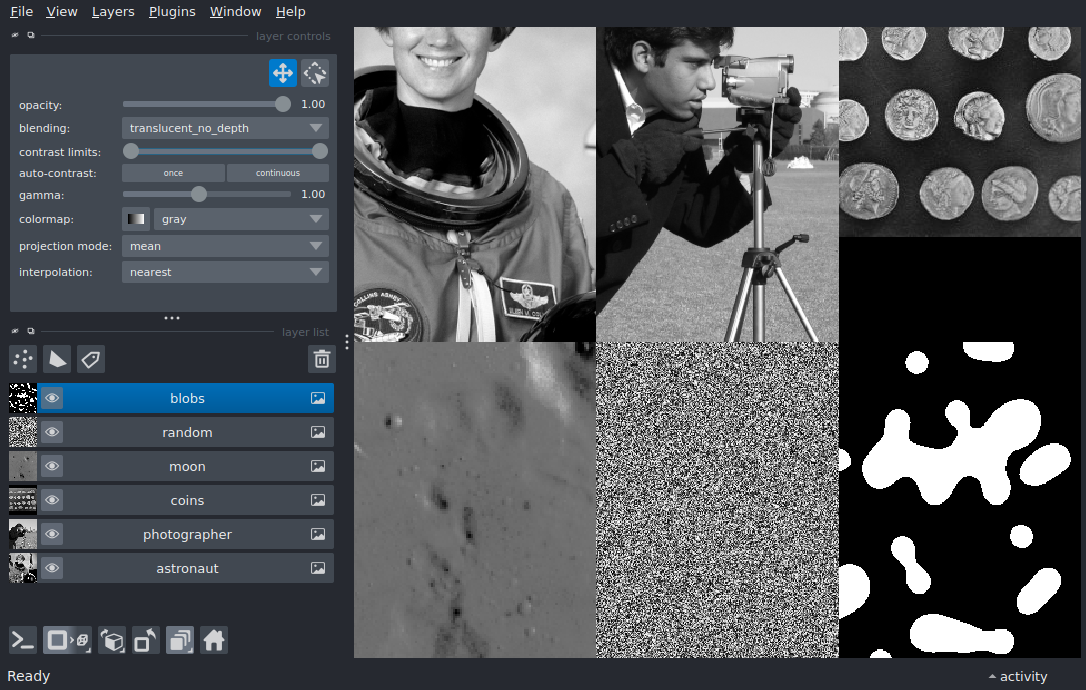 File View Layers Plugins Window Help
layer controls
opacity: 1.00
blending: translucent_no_depth
contrast limits:
auto-contrast: once continuous
gamma: 1.00
colormap: gray
projection mode: mean
interpolation: nearest
layer list
blobs
random
moon
coins
photographer
astronaut
Ready
activity